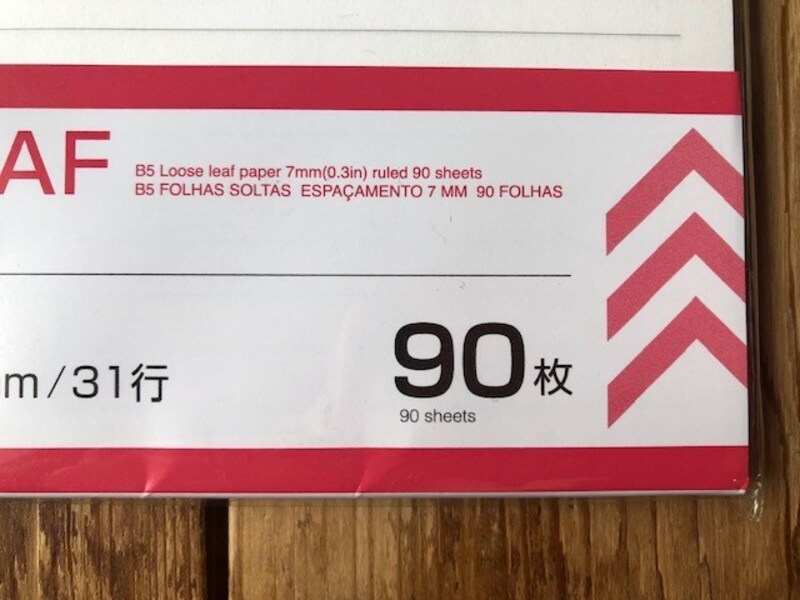 AF
B5 Loose leaf paper 7mm(0.3in) ruled 90 sheets
B5 FOLHAS SOLTAS ESPAÇAMENTO 7 MM 90 FOLHAS
m/31行
90枚
90 sheets